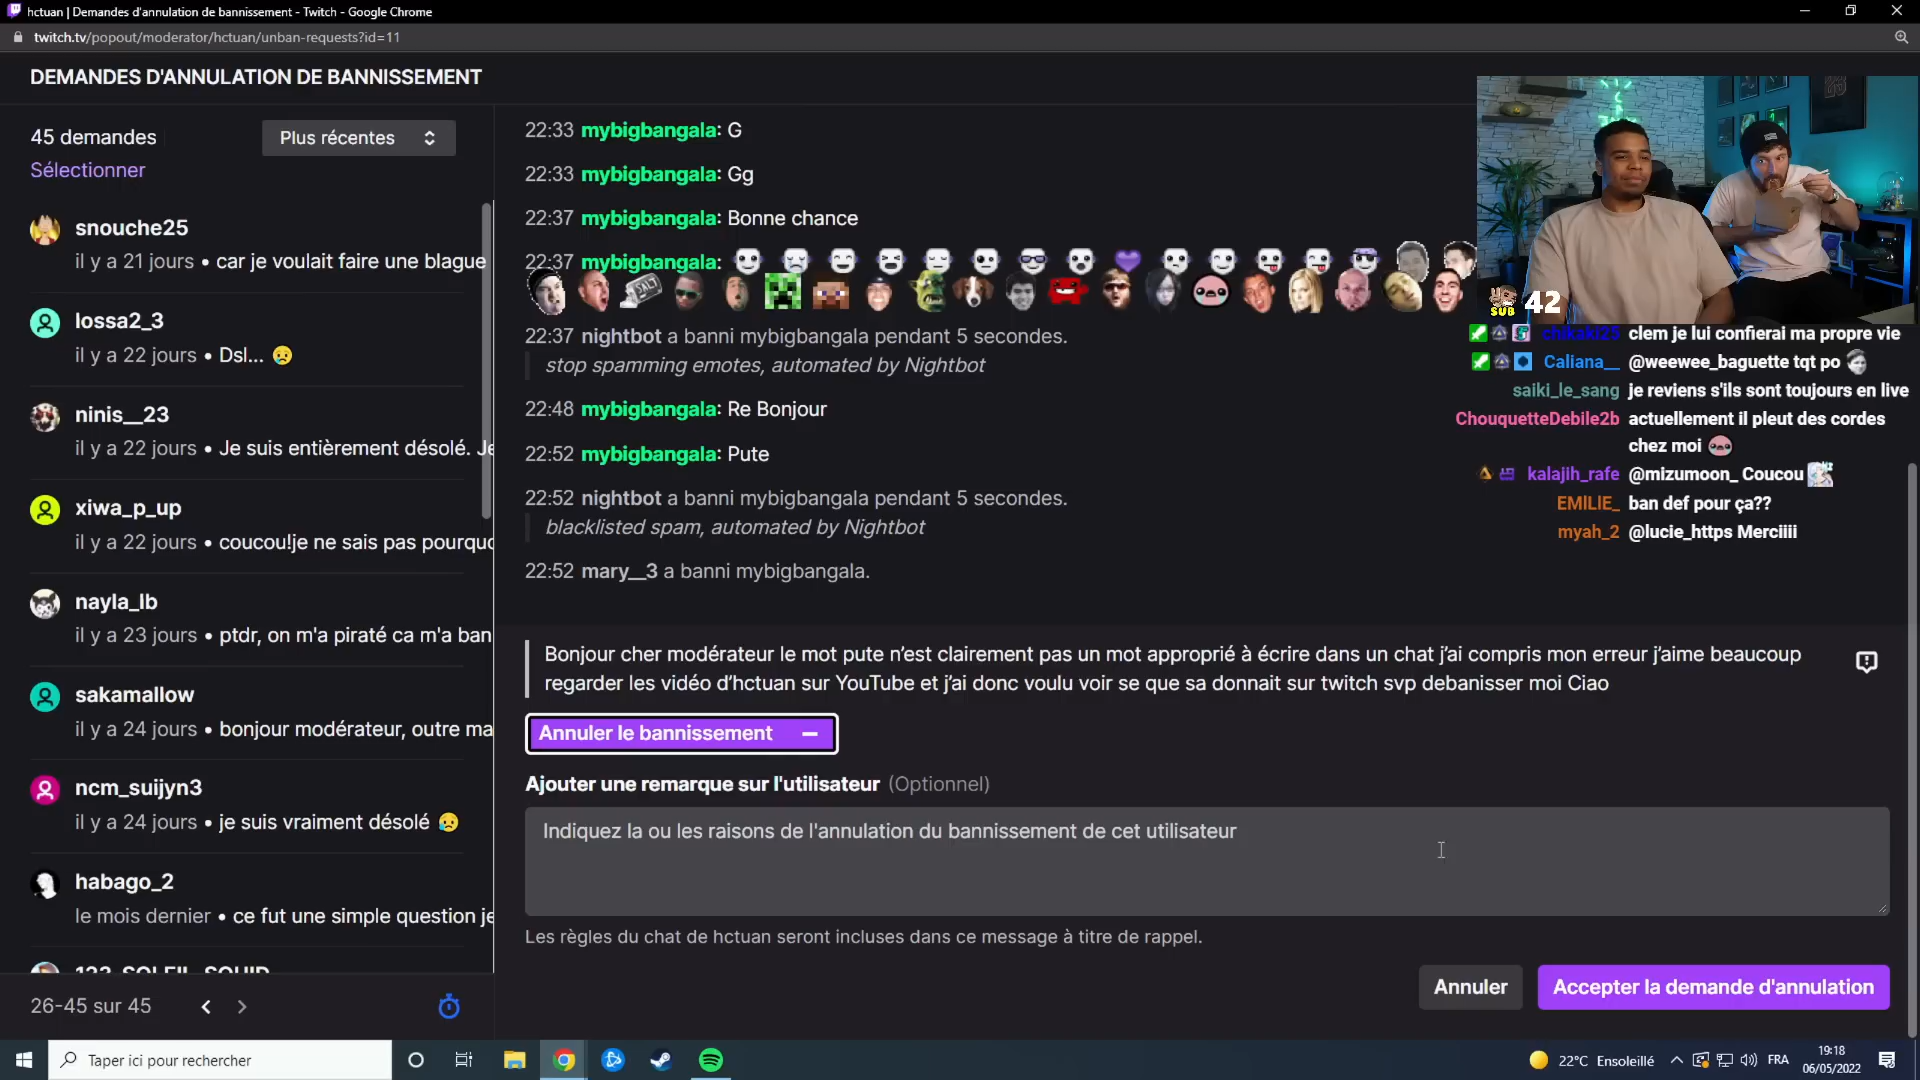 hctuan | Demandes d'annulation de bannissement - Twitch - Google Chrome
twitch.tv/popout/moderator/hctuan/unban-requests?id=11
DEMANDES D'ANNULATION DE BANNISSEMENT
45 demandes
Plus récentes
Sélectionner
snouche25
il y a 21 jours • car je voulait faire une blague
lossa2_3
il y a 22 jours • Dsl... 😥
ninis__23
il y a 22 jours • Je suis entièrement désolé. Je
xiwa_p_up
il y a 22 jours • coucou!je ne sais pas pourquo
nayla_lb
il y a 23 jours • ptdr, on m'a piraté ca m'a ban
sakamallow
il y a 24 jours • bonjour modérateur, outre ma
ncm_suijyn3
il y a 24 jours • je suis vraiment désolé 😥
habago_2
le mois dernier • ce fut une simple question je
123_SOLEIL_SQUID
26-45 sur 45
22:33 mybigbangala: G
22:33 mybigbangala: Gg
22:37 mybigbangala: Bonne chance
22:37 mybigbangala:
SALT
22:37 nightbot a banni mybigbangala pendant 5 secondes.
stop spamming emotes, automated by Nightbot
22:48 mybigbangala: Re Bonjour
22:52 mybigbangala: Pute
22:52 nightbot a banni mybigbangala pendant 5 secondes.
blacklisted spam, automated by Nightbot
22:52 mary__3 a banni mybigbangala.
Bonjour cher modérateur le mot pute n'est clairement pas un mot approprié à écrire dans un chat j'ai compris mon erreur j'aime beaucoup
regarder les vidéo d'hctuan sur YouTube et j'ai donc voulu voir se que sa donnait sur twitch svp debanisser moi Ciao
Annuler le bannissement
Ajouter une remarque sur l'utilisateur (Optionnel)
Indiquez la ou les raisons de l'annulation du bannissement de cet utilisateur
Les règles du chat de hctuan seront incluses dans ce message à titre de rappel.
Annuler
Accepter la demande d'annulation
SUB 42
chikaki25 clem je lui confierai ma propre vie
Caliana__ @weewee_baguette tqt po
saiki_le_sang je reviens s'ils sont toujours en live
ChouquetteDebile2b actuellement il pleut des cordes
chez moi
kalajih_rafe @mizumoon_ Coucou
EMILIE_ ban def pour ça??
myah_2 @lucie_https Merciiii
Taper ici pour rechercher
22°C Ensoleillé
FRA
19:18
06/05/2022